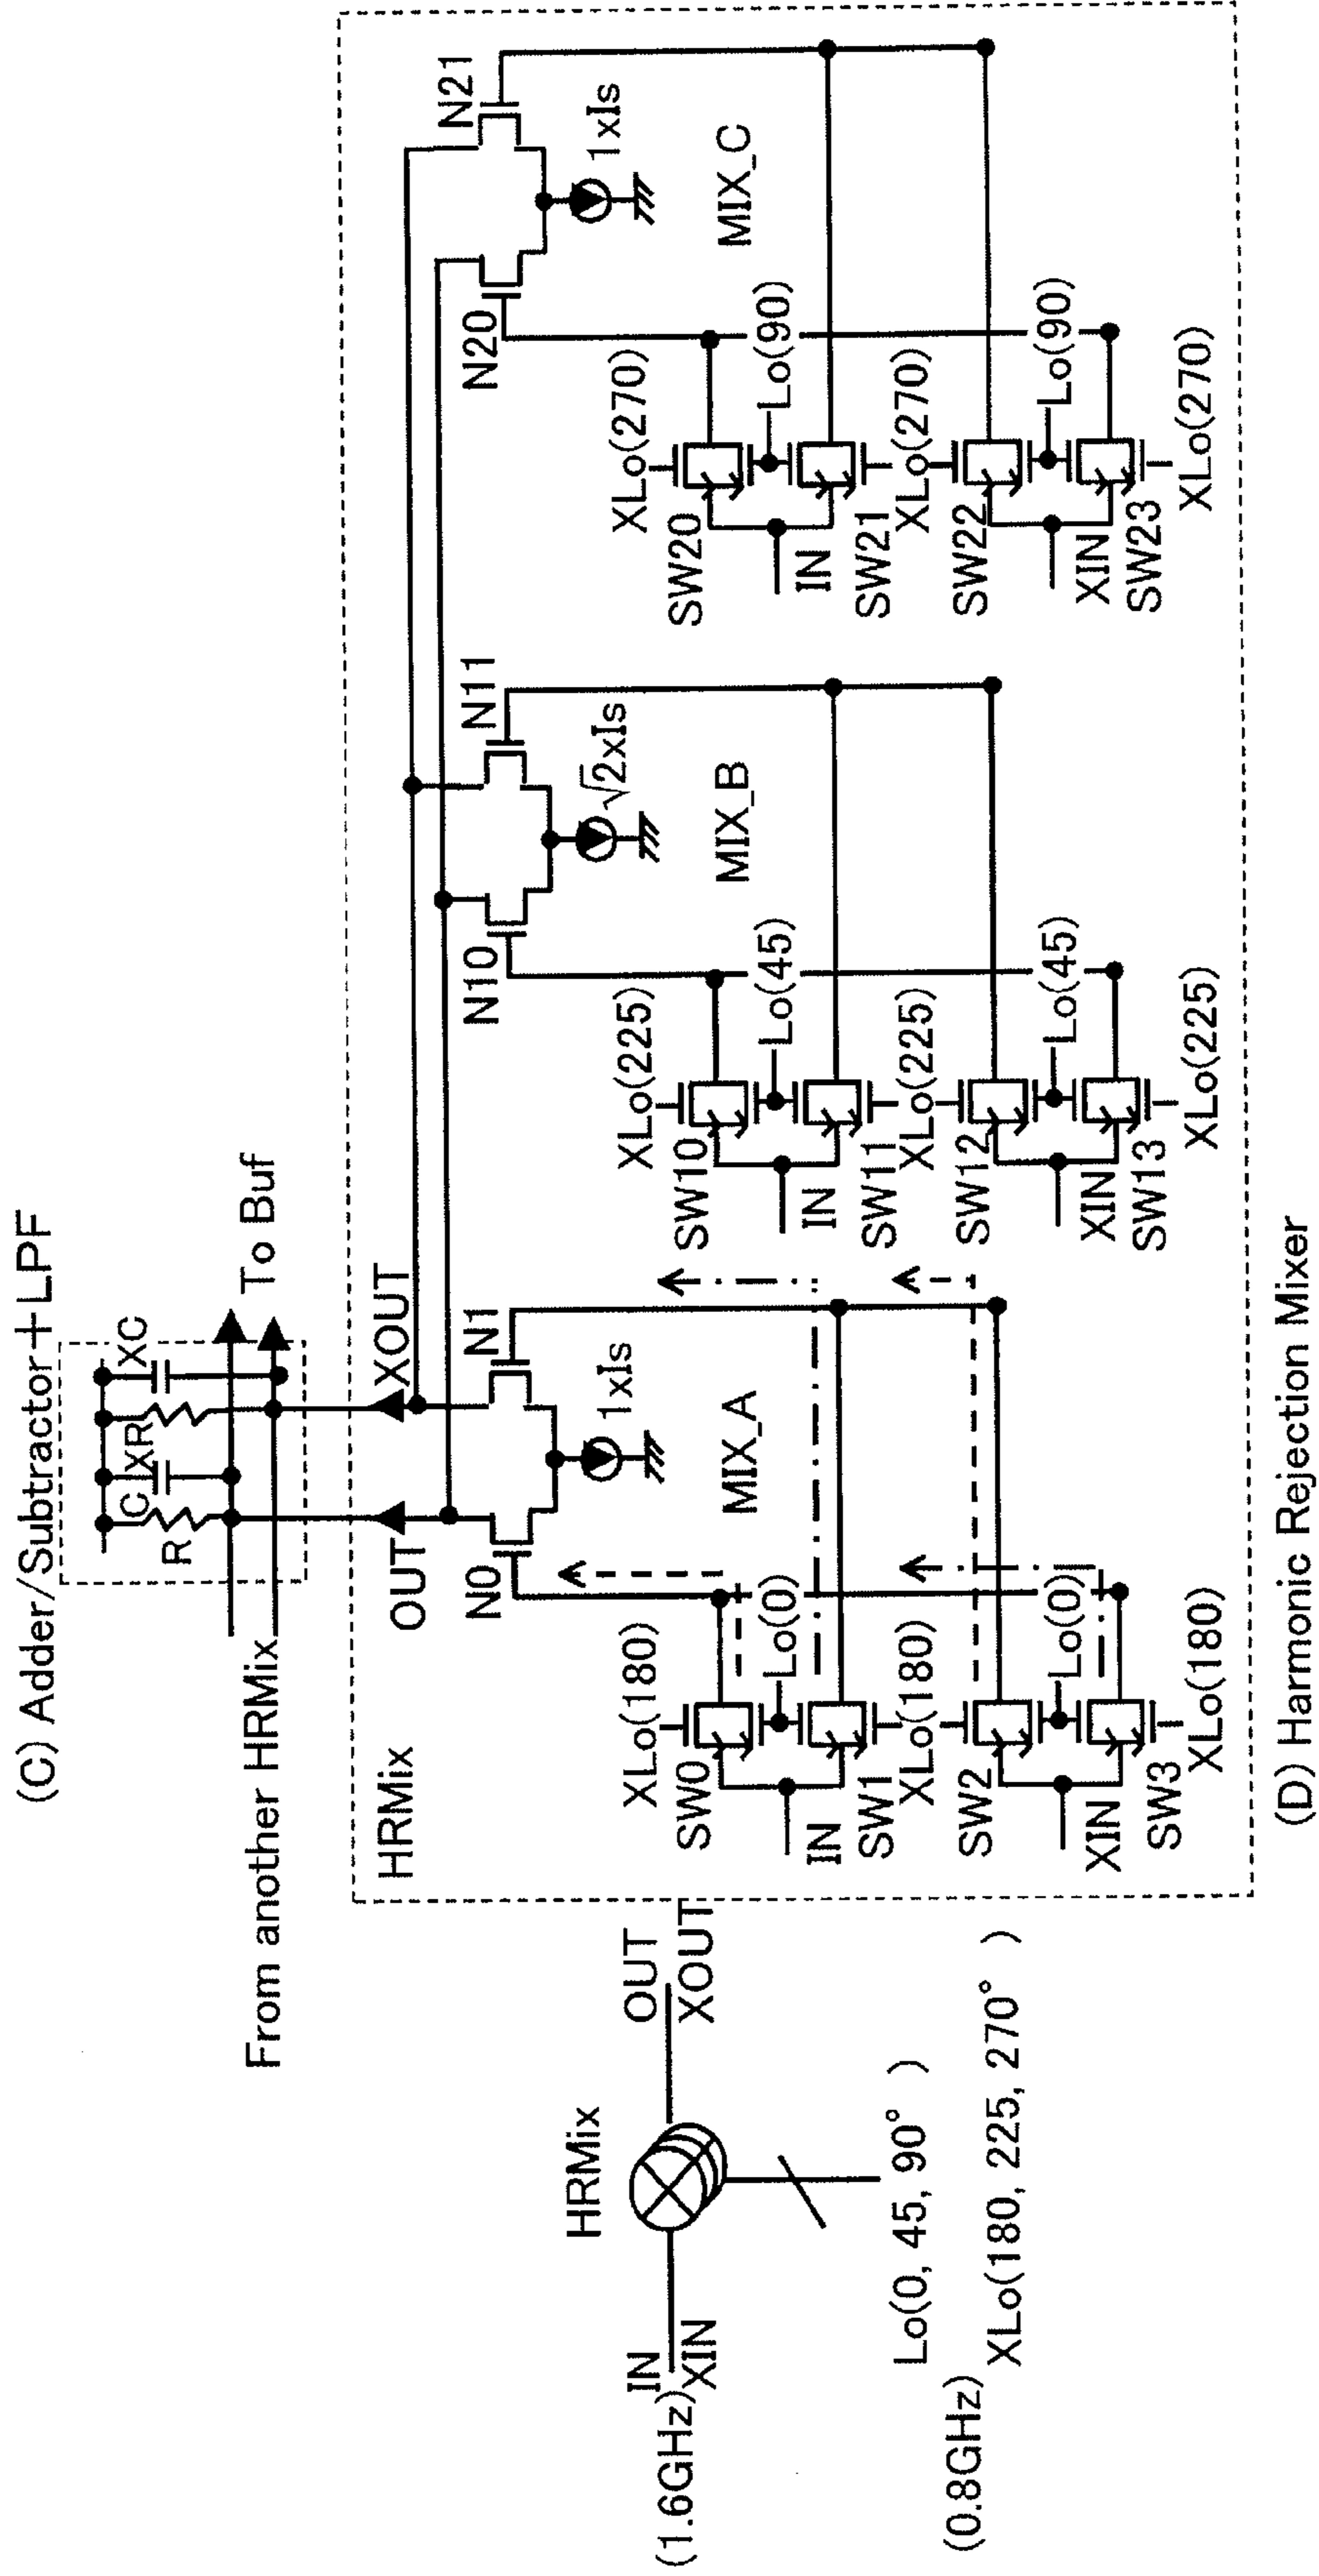 (C) Adder/Subtractor+LPF
R
C
XR
XC
From another HRMix
To Buf
OUT
XOUT
HRMix
IN
XIN
(1.6GHz)
OUT
XOUT
Lo(0, 45, 90° )
(0.8GHz)
XLo(180, 225, 270° )
HRMix
N0
N1
1xIs
MIX_A
XLo(180)
SW0
Lo(0)
IN
SW1
XLo(180)
SW2
Lo(0)
XIN
SW3
XLo(180)
N10
N11
√2xIs
MIX_B
XLo(225)
SW10
Lo(45)
IN
SW11
XLo(225)
SW12
Lo(45)
XIN
SW13
XLo(225)
N20
N21
1xIs
MIX_C
XLo(270)
SW20
Lo(90)
IN
SW21
XLo(270)
SW22
Lo(90)
XIN
SW23
XLo(270)
(D) Harmonic Rejection Mixer